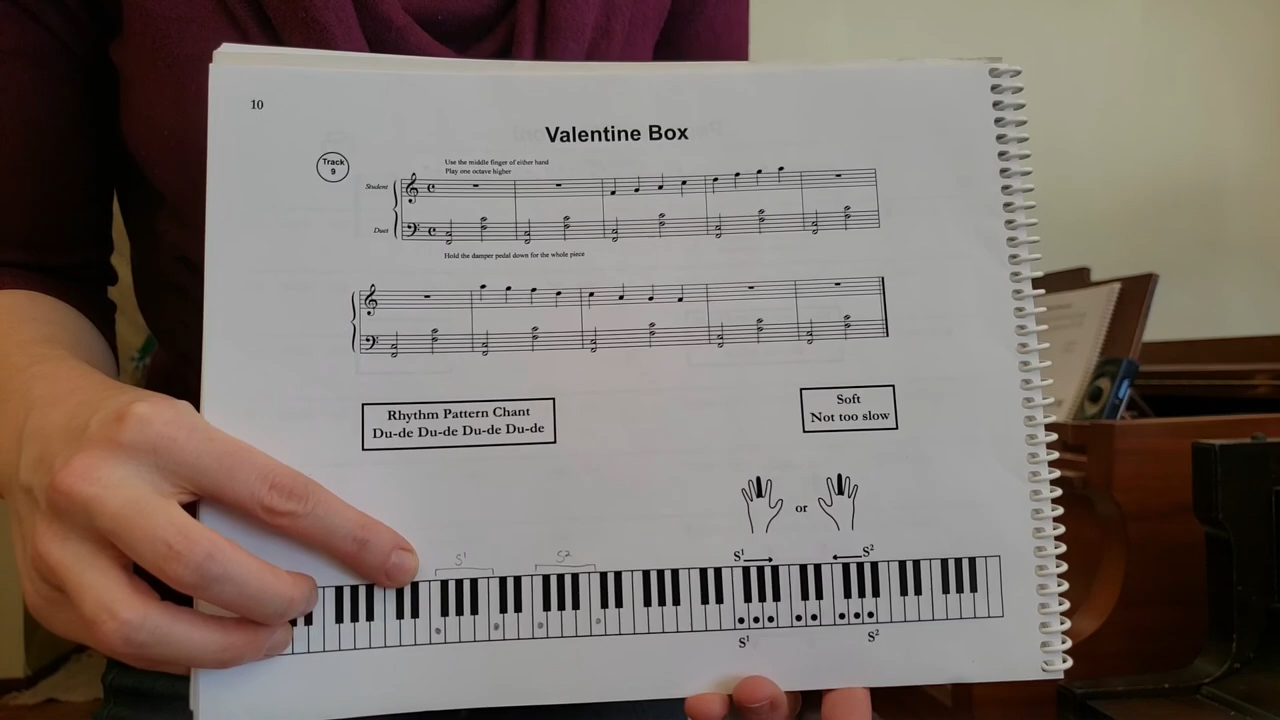 10
Valentine Box
Track
9
Use the middle finger of either hand
Play one octave higher
Student
Duet
Hold the damper pedal down for the whole piece
Rhythm Pattern Chant
Du-de Du-de Du-de Du-de
Soft
Not too slow
or
S1 S2
S1 S2
S1 S2